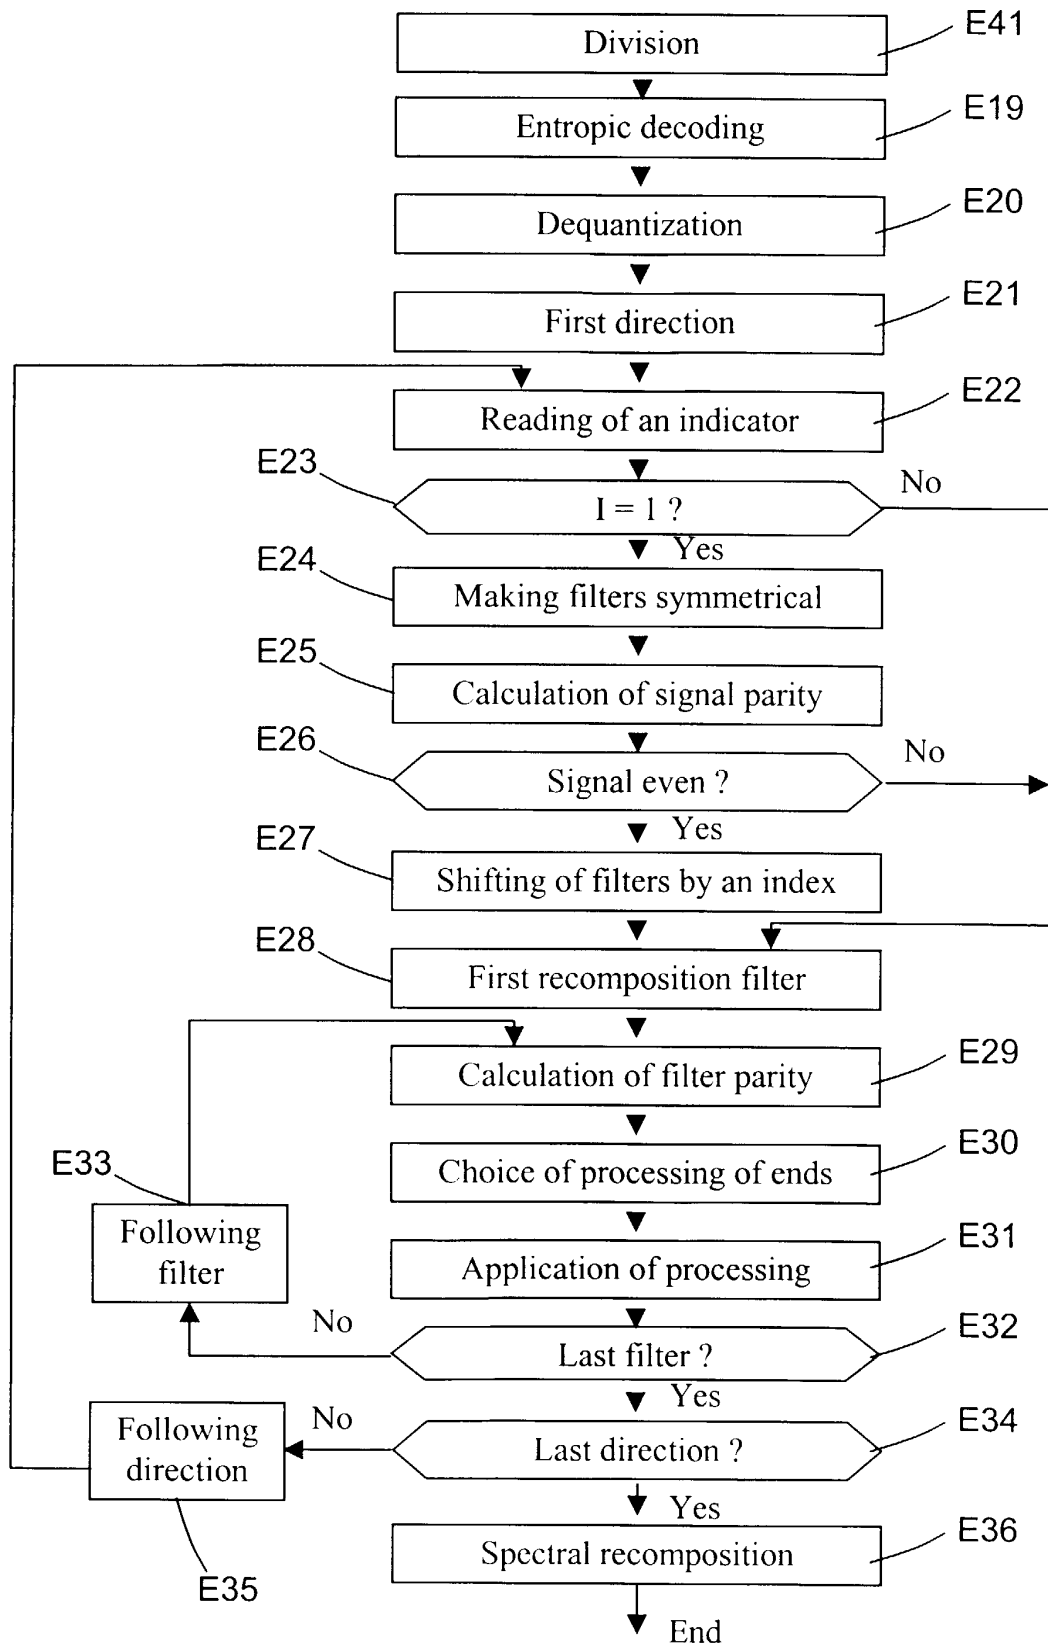 E41
Division
E19
Entropic decoding
E20
Dequantization
E21
First direction
E22
Reading of an indicator
E23
No
I = 1 ?
Yes
E24
Making filters symmetrical
E25
Calculation of signal parity
E26
No
Signal even ?
Yes
E27
Shifting of filters by an index
E28
First recomposition filter
E29
Calculation of filter parity
E30
Choice of processing of ends
E33
Following
filter
E31
Application of processing
No
E32
Last filter ?
Yes
Following
direction
No
E34
Last direction ?
Yes
E36
Spectral recomposition
E35
End